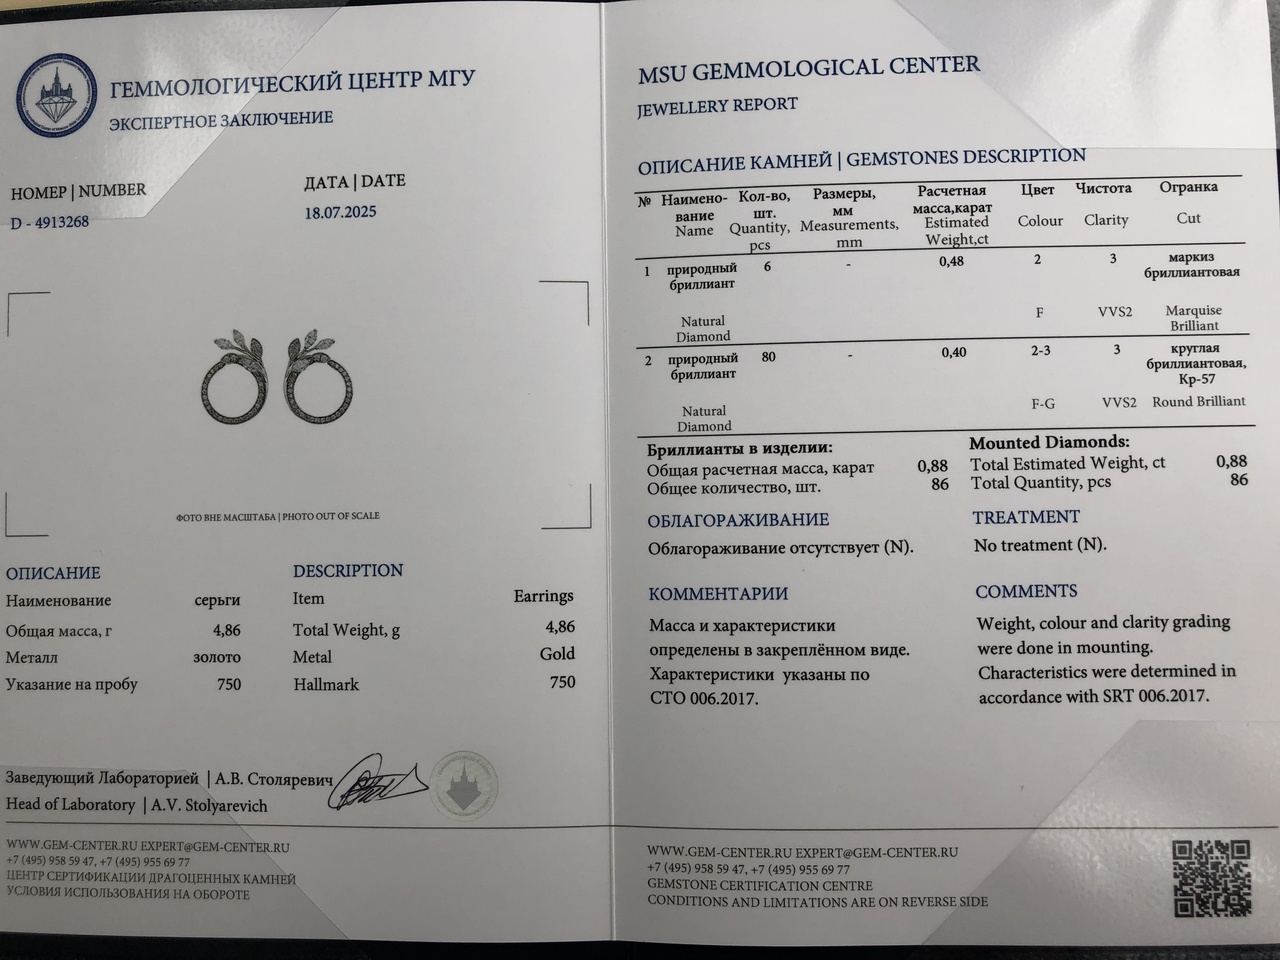 ГЕММОЛОГИЧЕСКИЙ ЦЕНТР МГУ
ЭКСПЕРТНОЕ ЗАКЛЮЧЕНИЕ
НОМЕР | NUMBER
D - 4913268
ДАТА | DATE
18.07.2025
ФОТО ВНЕ МАСШТАБА | PHOTO OUT OF SCALE
ОПИСАНИЕ DESCRIPTION
Наименование серьги Item Earrings
Общая масса, г 4,86 Total Weight, g 4,86
Металл золото Metal Gold
Указание на пробу 750 Hallmark 750
Заведующий Лабораторией | А.В. Столяревич
Head of Laboratory | A.V. Stolyarevich
WWW.GEM-CENTER.RU EXPERT@GEM-CENTER.RU
+7 (495) 958 59 47, +7 (495) 955 69 77
ЦЕНТР СЕРТИФИКАЦИИ ДРАГОЦЕННЫХ КАМНЕЙ
УСЛОВИЯ ИСПОЛЬЗОВАНИЯ НА ОБОРОТЕ
MSU GEMMOLOGICAL CENTER
JEWELLERY REPORT
ОПИСАНИЕ КАМНЕЙ | GEMSTONES DESCRIPTION
№ Наимено- Кол-во, Размеры, Расчетная Цвет Чистота Огранка
вание шт. мм масса,карат
Name Quantity, Measurements, Estimated Colour Clarity Cut
pcs mm Weight,ct
1 природный 6 - 0,48 2 3 маркиз
бриллиант бриллиантовая
Natural F VVS2 Marquise
Diamond Brilliant
2 природный 80 - 0,40 2-3 3 круглая
бриллиант бриллиантовая,
Кр-57
Natural F-G VVS2 Round Brilliant
Diamond
Бриллианты в изделии: Mounted Diamonds:
Общая расчетная масса, карат 0,88 Total Estimated Weight, ct 0,88
Общее количество, шт. 86 Total Quantity, pcs 86
ОБЛАГОРАЖИВАНИЕ TREATMENT
Облагораживание отсутствует (N). No treatment (N).
КОММЕНТАРИИ COMMENTS
Масса и характеристики Weight, colour and clarity grading
определены в закреплённом виде. were done in mounting.
Характеристики указаны по Characteristics were determined in
СТО 006.2017. accordance with SRT 006.2017.
WWW.GEM-CENTER.RU EXPERT@GEM-CENTER.RU
+7 (495) 958 59 47, +7 (495) 955 69 77
GEMSTONE CERTIFICATION CENTRE
CONDITIONS AND LIMITATIONS ARE ON REVERSE SIDE